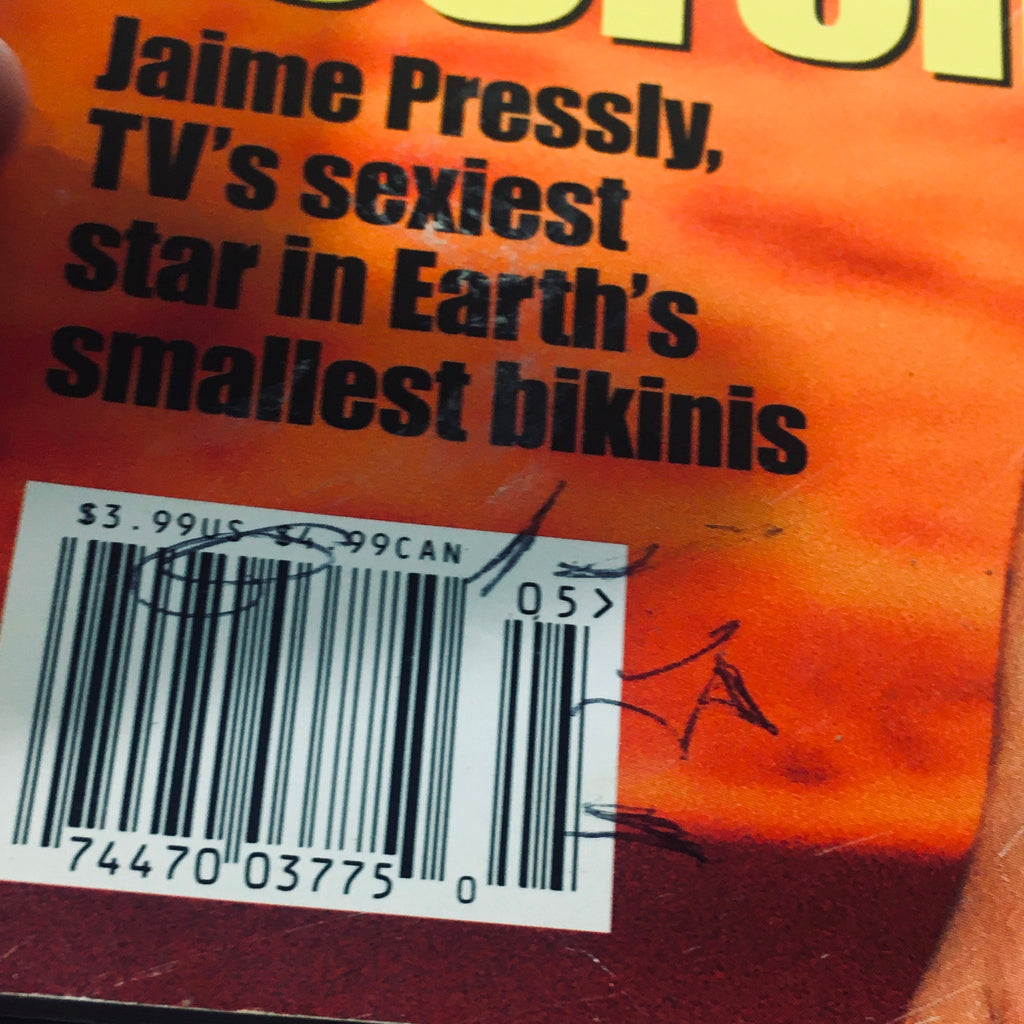 Jaime Pressly,
TV's sexiest
star in Earth's
smallest bikinis
$3.99US $4.99CAN
05>
A
74470 03775 0